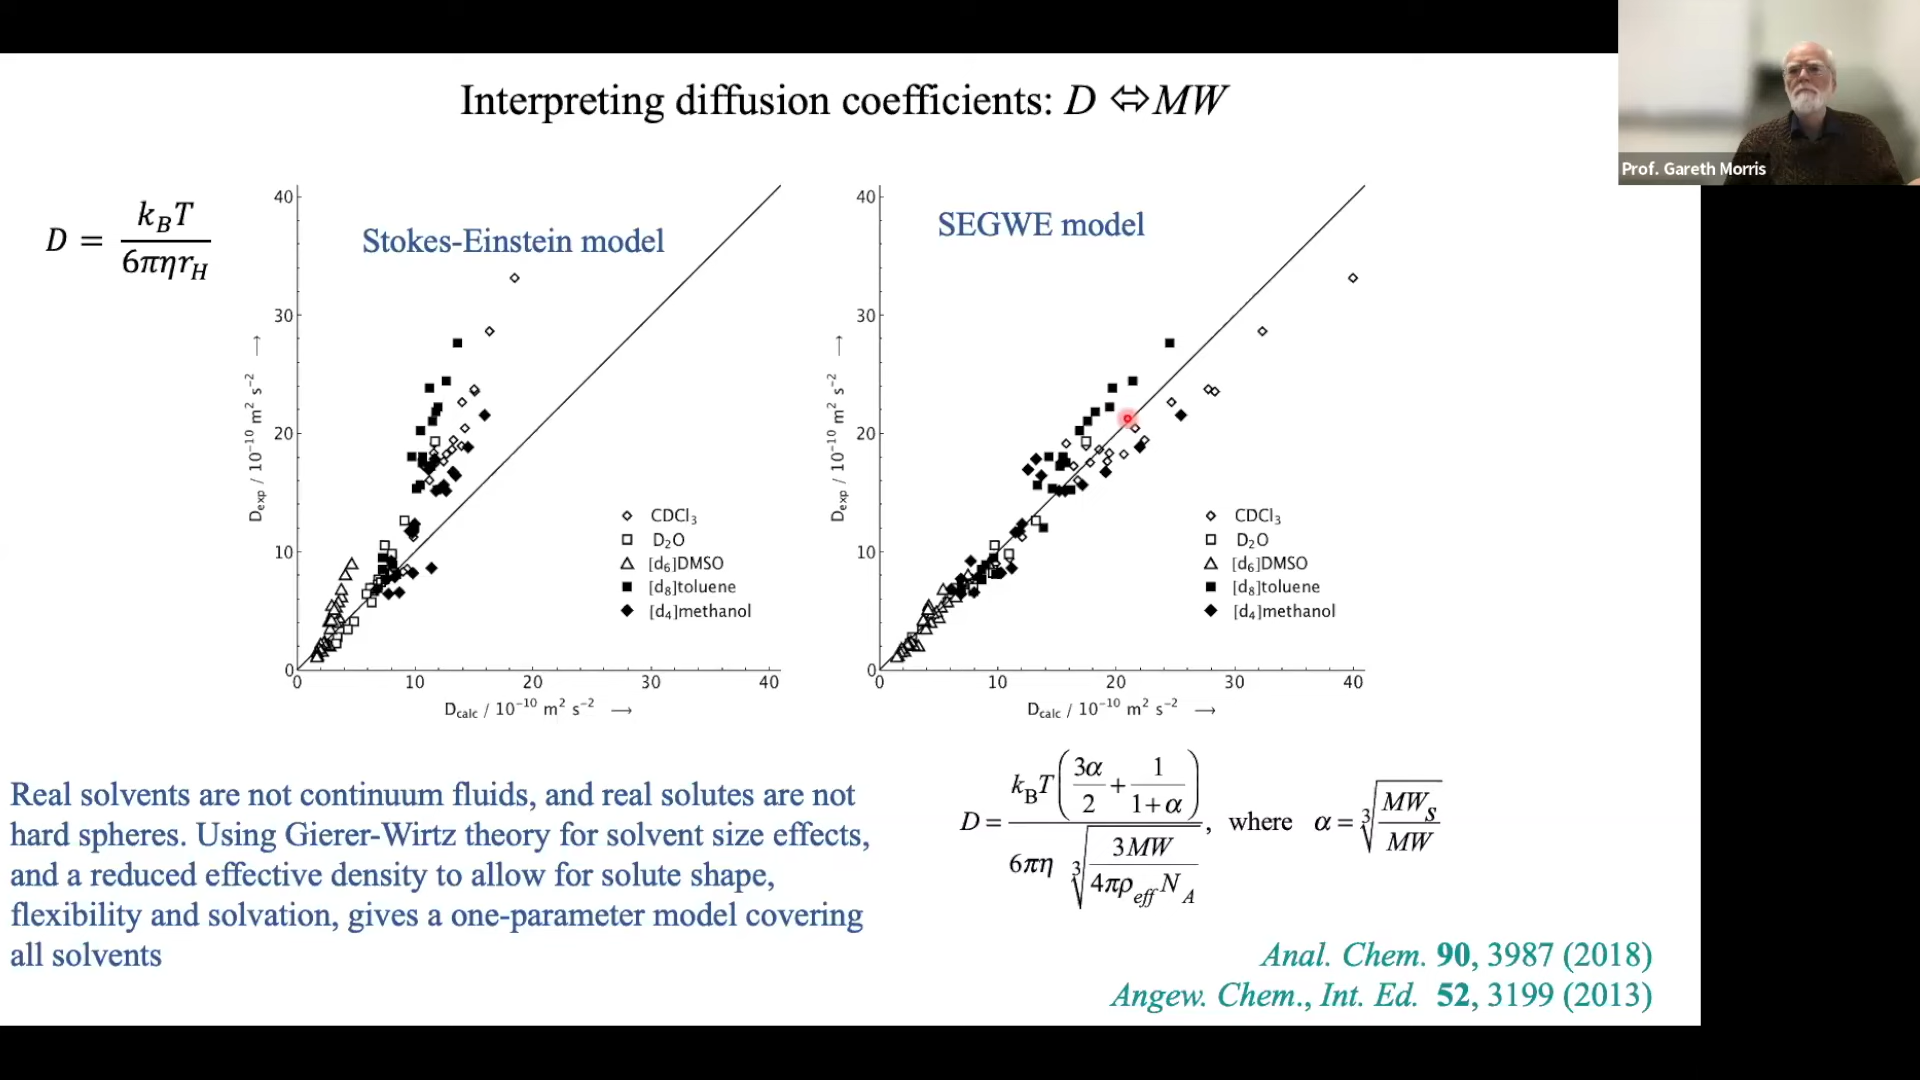 Interpreting diffusion coefficients: D ⇔ MW
Prof. Gareth Morris
D = k_BT / 6πηr_H
Stokes-Einstein model
40
30
20
10
0
0 10 20 30 40
D_exp / 10⁻¹⁰ m² s⁻² →
D_calc / 10⁻¹⁰ m² s⁻² →
CDCl₃
D₂O
[d₆]DMSO
[d₈]toluene
[d₄]methanol
SEGWE model
40
30
20
10
0
0 10 20 30 40
D_exp / 10⁻¹⁰ m² s⁻² →
D_calc / 10⁻¹⁰ m² s⁻² →
CDCl₃
D₂O
[d₆]DMSO
[d₈]toluene
[d₄]methanol
Real solvents are not continuum fluids, and real solutes are not
hard spheres. Using Gierer-Wirtz theory for solvent size effects,
and a reduced effective density to allow for solute shape,
flexibility and solvation, gives a one-parameter model covering
all solvents
D = k_BT (3α/2 + 1/(1+α)) / 6πη ∛(3MW / 4πρ_eff N_A) , where α = ∛(MW_S / MW)
Anal. Chem. 90, 3987 (2018)
Angew. Chem., Int. Ed. 52, 3199 (2013)